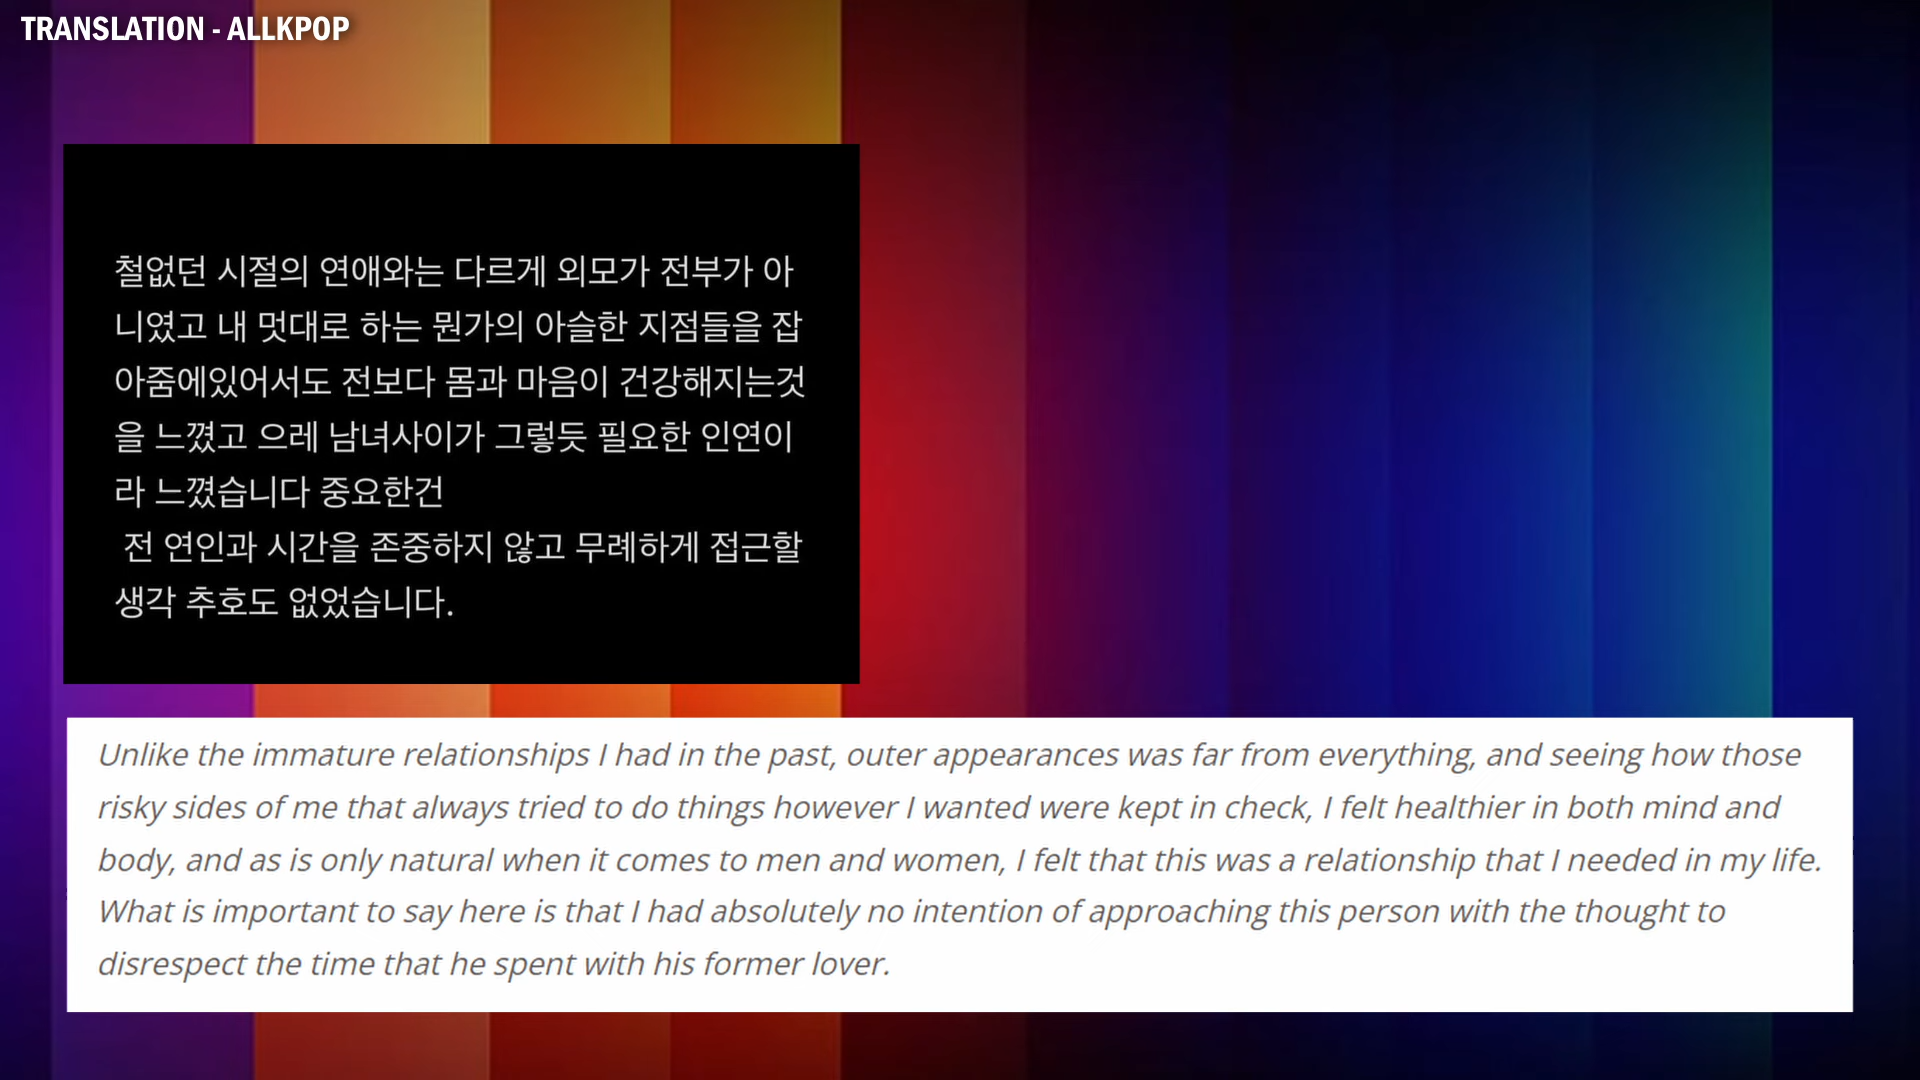 TRANSLATION - ALLKPOP
철없던 시절의 연애와는 다르게 외모가 전부가 아
니였고 내 멋대로 하는 뭔가의 아슬한 지점들을 잡
아줌에있어서도 전보다 몸과 마음이 건강해지는것
을 느꼈고 으레 남녀사이가 그렇듯 필요한 인연이
라 느꼈습니다 중요한건
전 연인과 시간을 존중하지 않고 무례하게 접근할
생각 추호도 없었습니다.
Unlike the immature relationships I had in the past, outer appearances was far from everything, and seeing how those
risky sides of me that always tried to do things however I wanted were kept in check, I felt healthier in both mind and
body, and as is only natural when it comes to men and women, I felt that this was a relationship that I needed in my life.
What is important to say here is that I had absolutely no intention of approaching this person with the thought to
disrespect the time that he spent with his former lover.